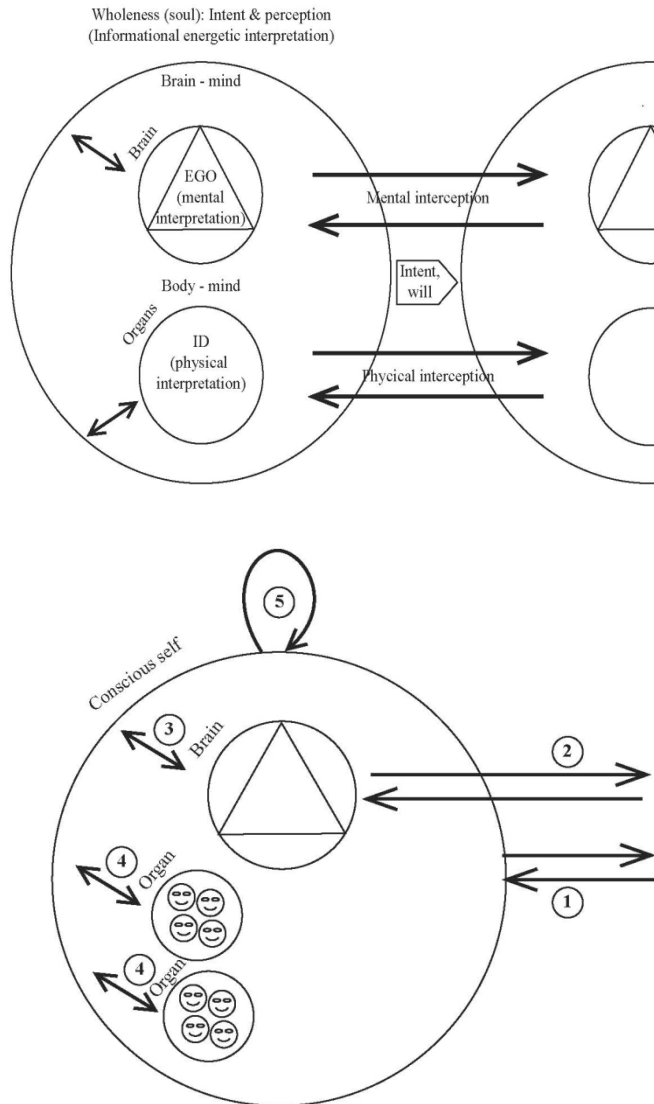 Wholeness (soul): Intent & perception
(Informational energetic interpretation)
Brain - mind
Brain
EGO
(mental
interpretation)
Mental interception
Body - mind
Intent,
will
Organs
ID
(physical
interpretation)
Phycical interception
5
Conscious self
3
Brain
2
4
Organ
1
4
Organ